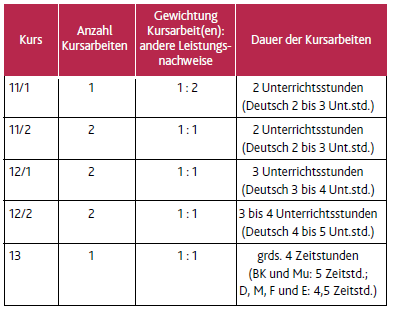 Kurs
Anzahl
Kursarbeiten
Gewichtung
Kursarbeit(en):
andere Leistungs-
nachweise
Dauer der Kursarbeiten
11/1 1 1 : 2 2 Unterrichtsstunden
(Deutsch 2 bis 3 Unt.std.)
11/2 2 1 : 1 2 Unterrichtsstunden
(Deutsch 2 bis 3 Unt.std.)
12/1 2 1 : 1 3 Unterrichtsstunden
(Deutsch 3 bis 4 Unt.std.)
12/2 2 1 : 1 3 bis 4 Unterrichtsstunden
(Deutsch 4 bis 5 Unt.std.)
13 1 1 : 1 grds. 4 Zeitstunden
(BK und Mu: 5 Zeitstd.;
D, M, F und E: 4,5 Zeitstd.)